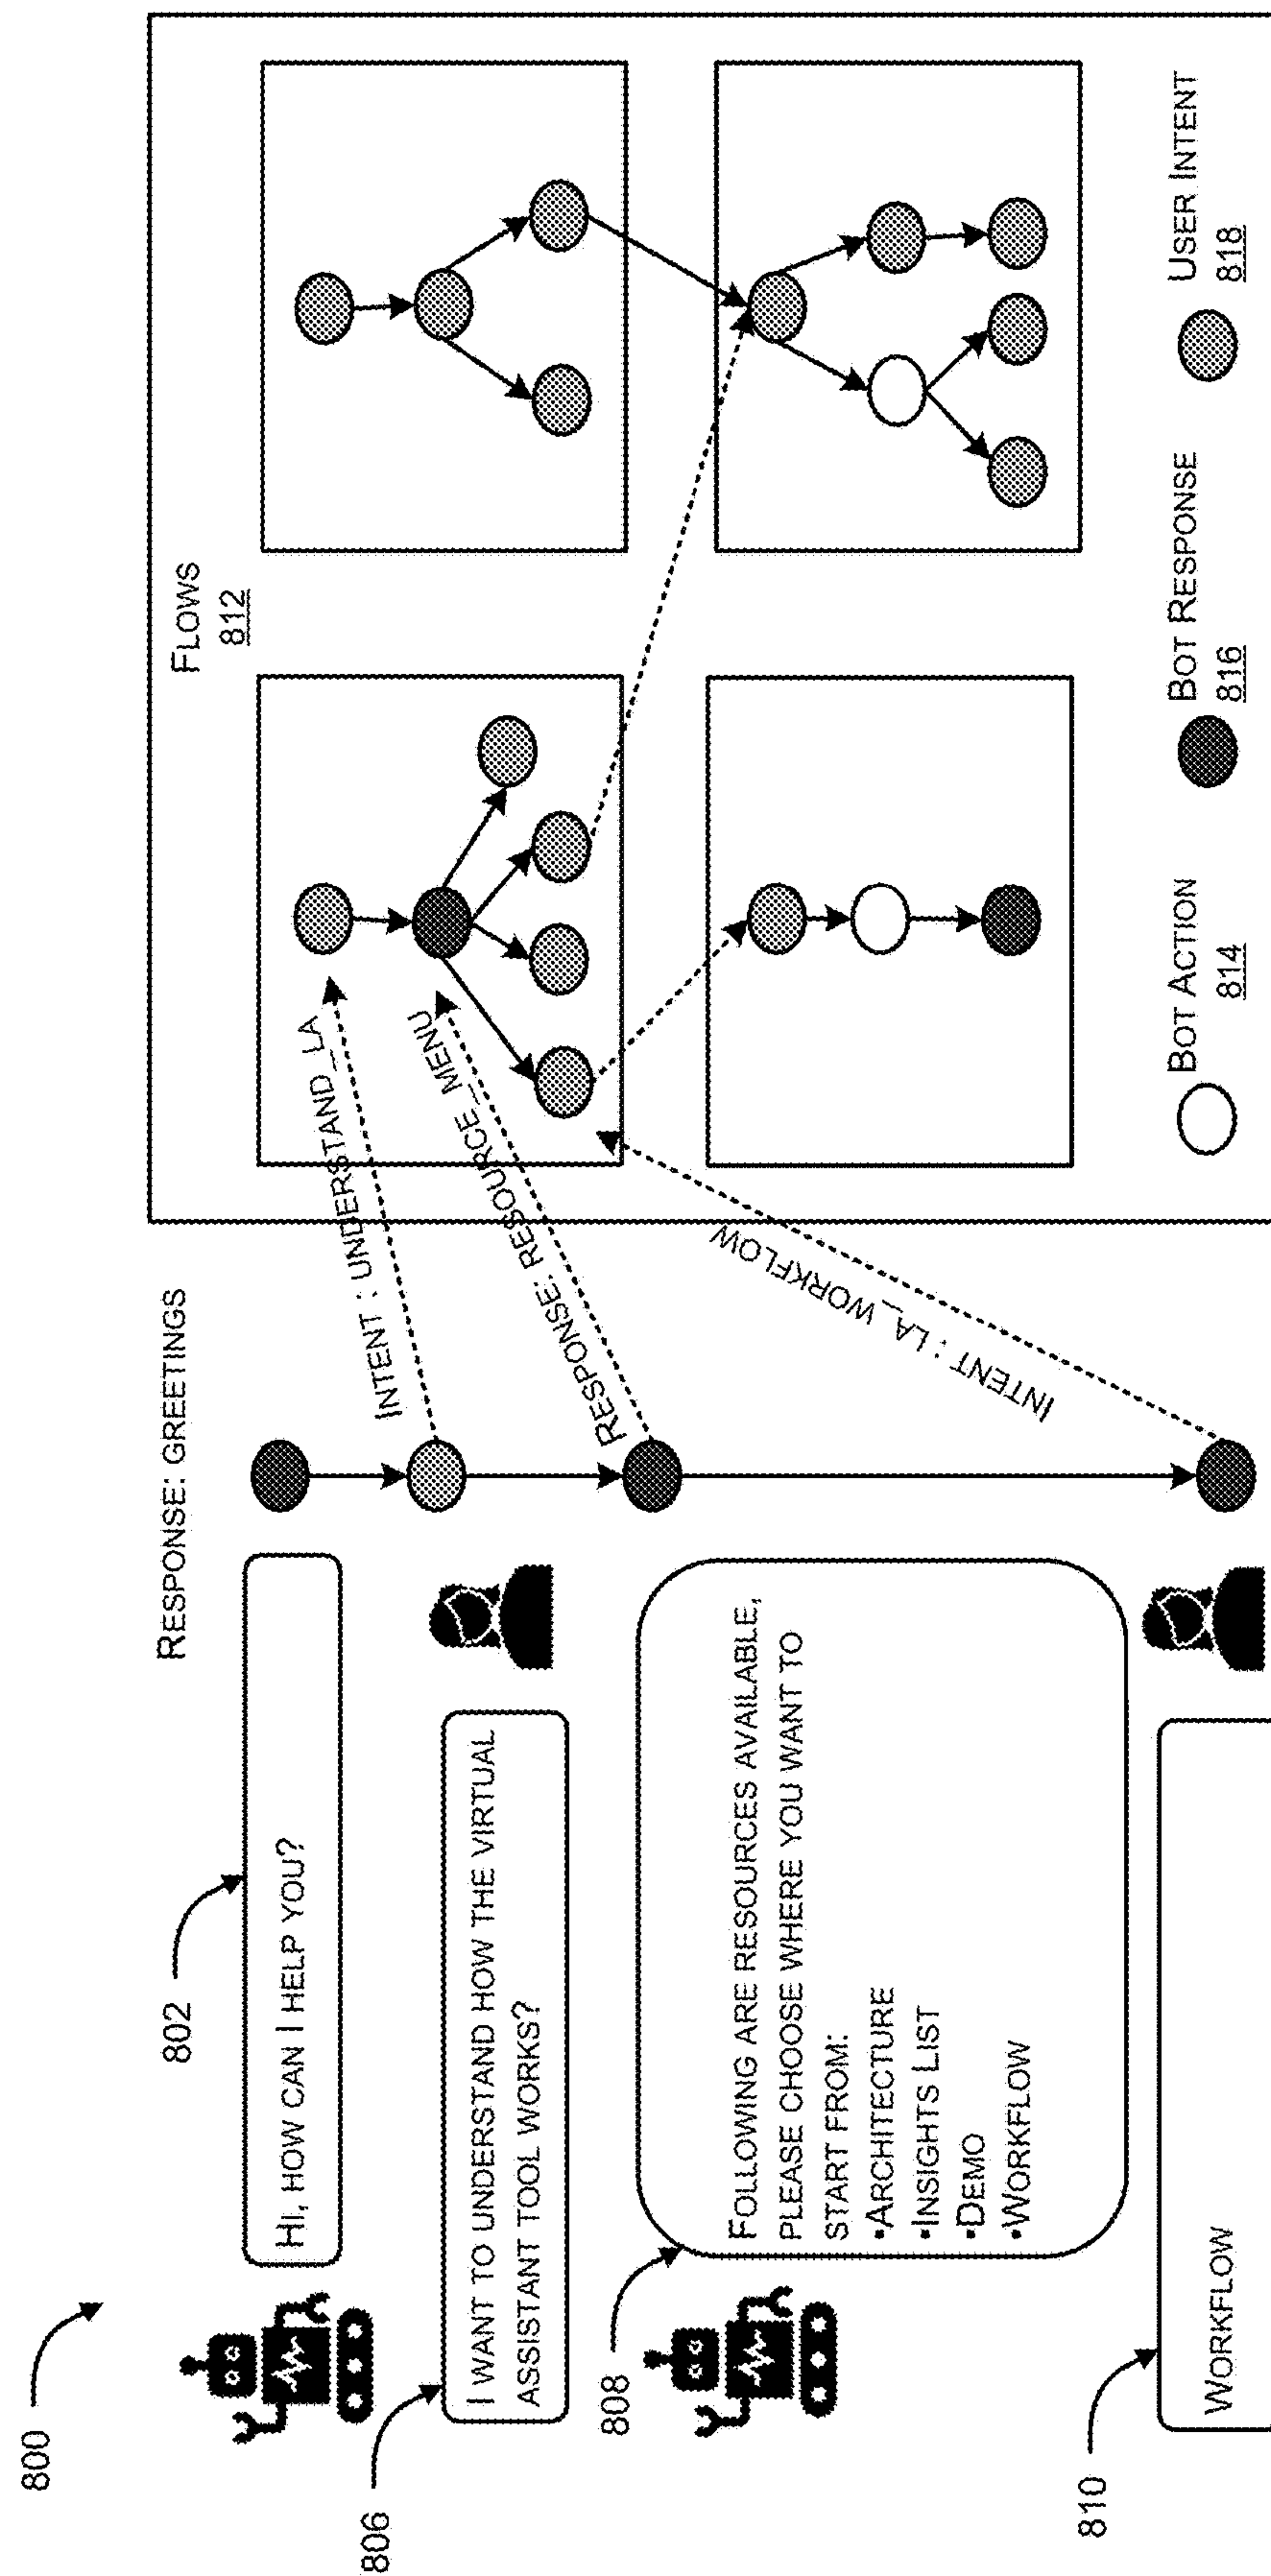 800
802
HI, HOW CAN I HELP YOU?
806
I WANT TO UNDERSTAND HOW THE VIRTUAL
ASSISTANT TOOL WORKS?
808
FOLLOWING ARE RESOURCES AVAILABLE,
PLEASE CHOOSE WHERE YOU WANT TO
START FROM:
•ARCHITECTURE
•INSIGHTS LIST
•DEMO
•WORKFLOW
810
WORKFLOW
RESPONSE: GREETINGS
INTENT : UNDERSTAND_LA
RESPONSE: RESOURCE_MENU
INTENT : LA_WORKFLOW
FLOWS
812
BOT ACTION
814
BOT RESPONSE
816
USER INTENT
818